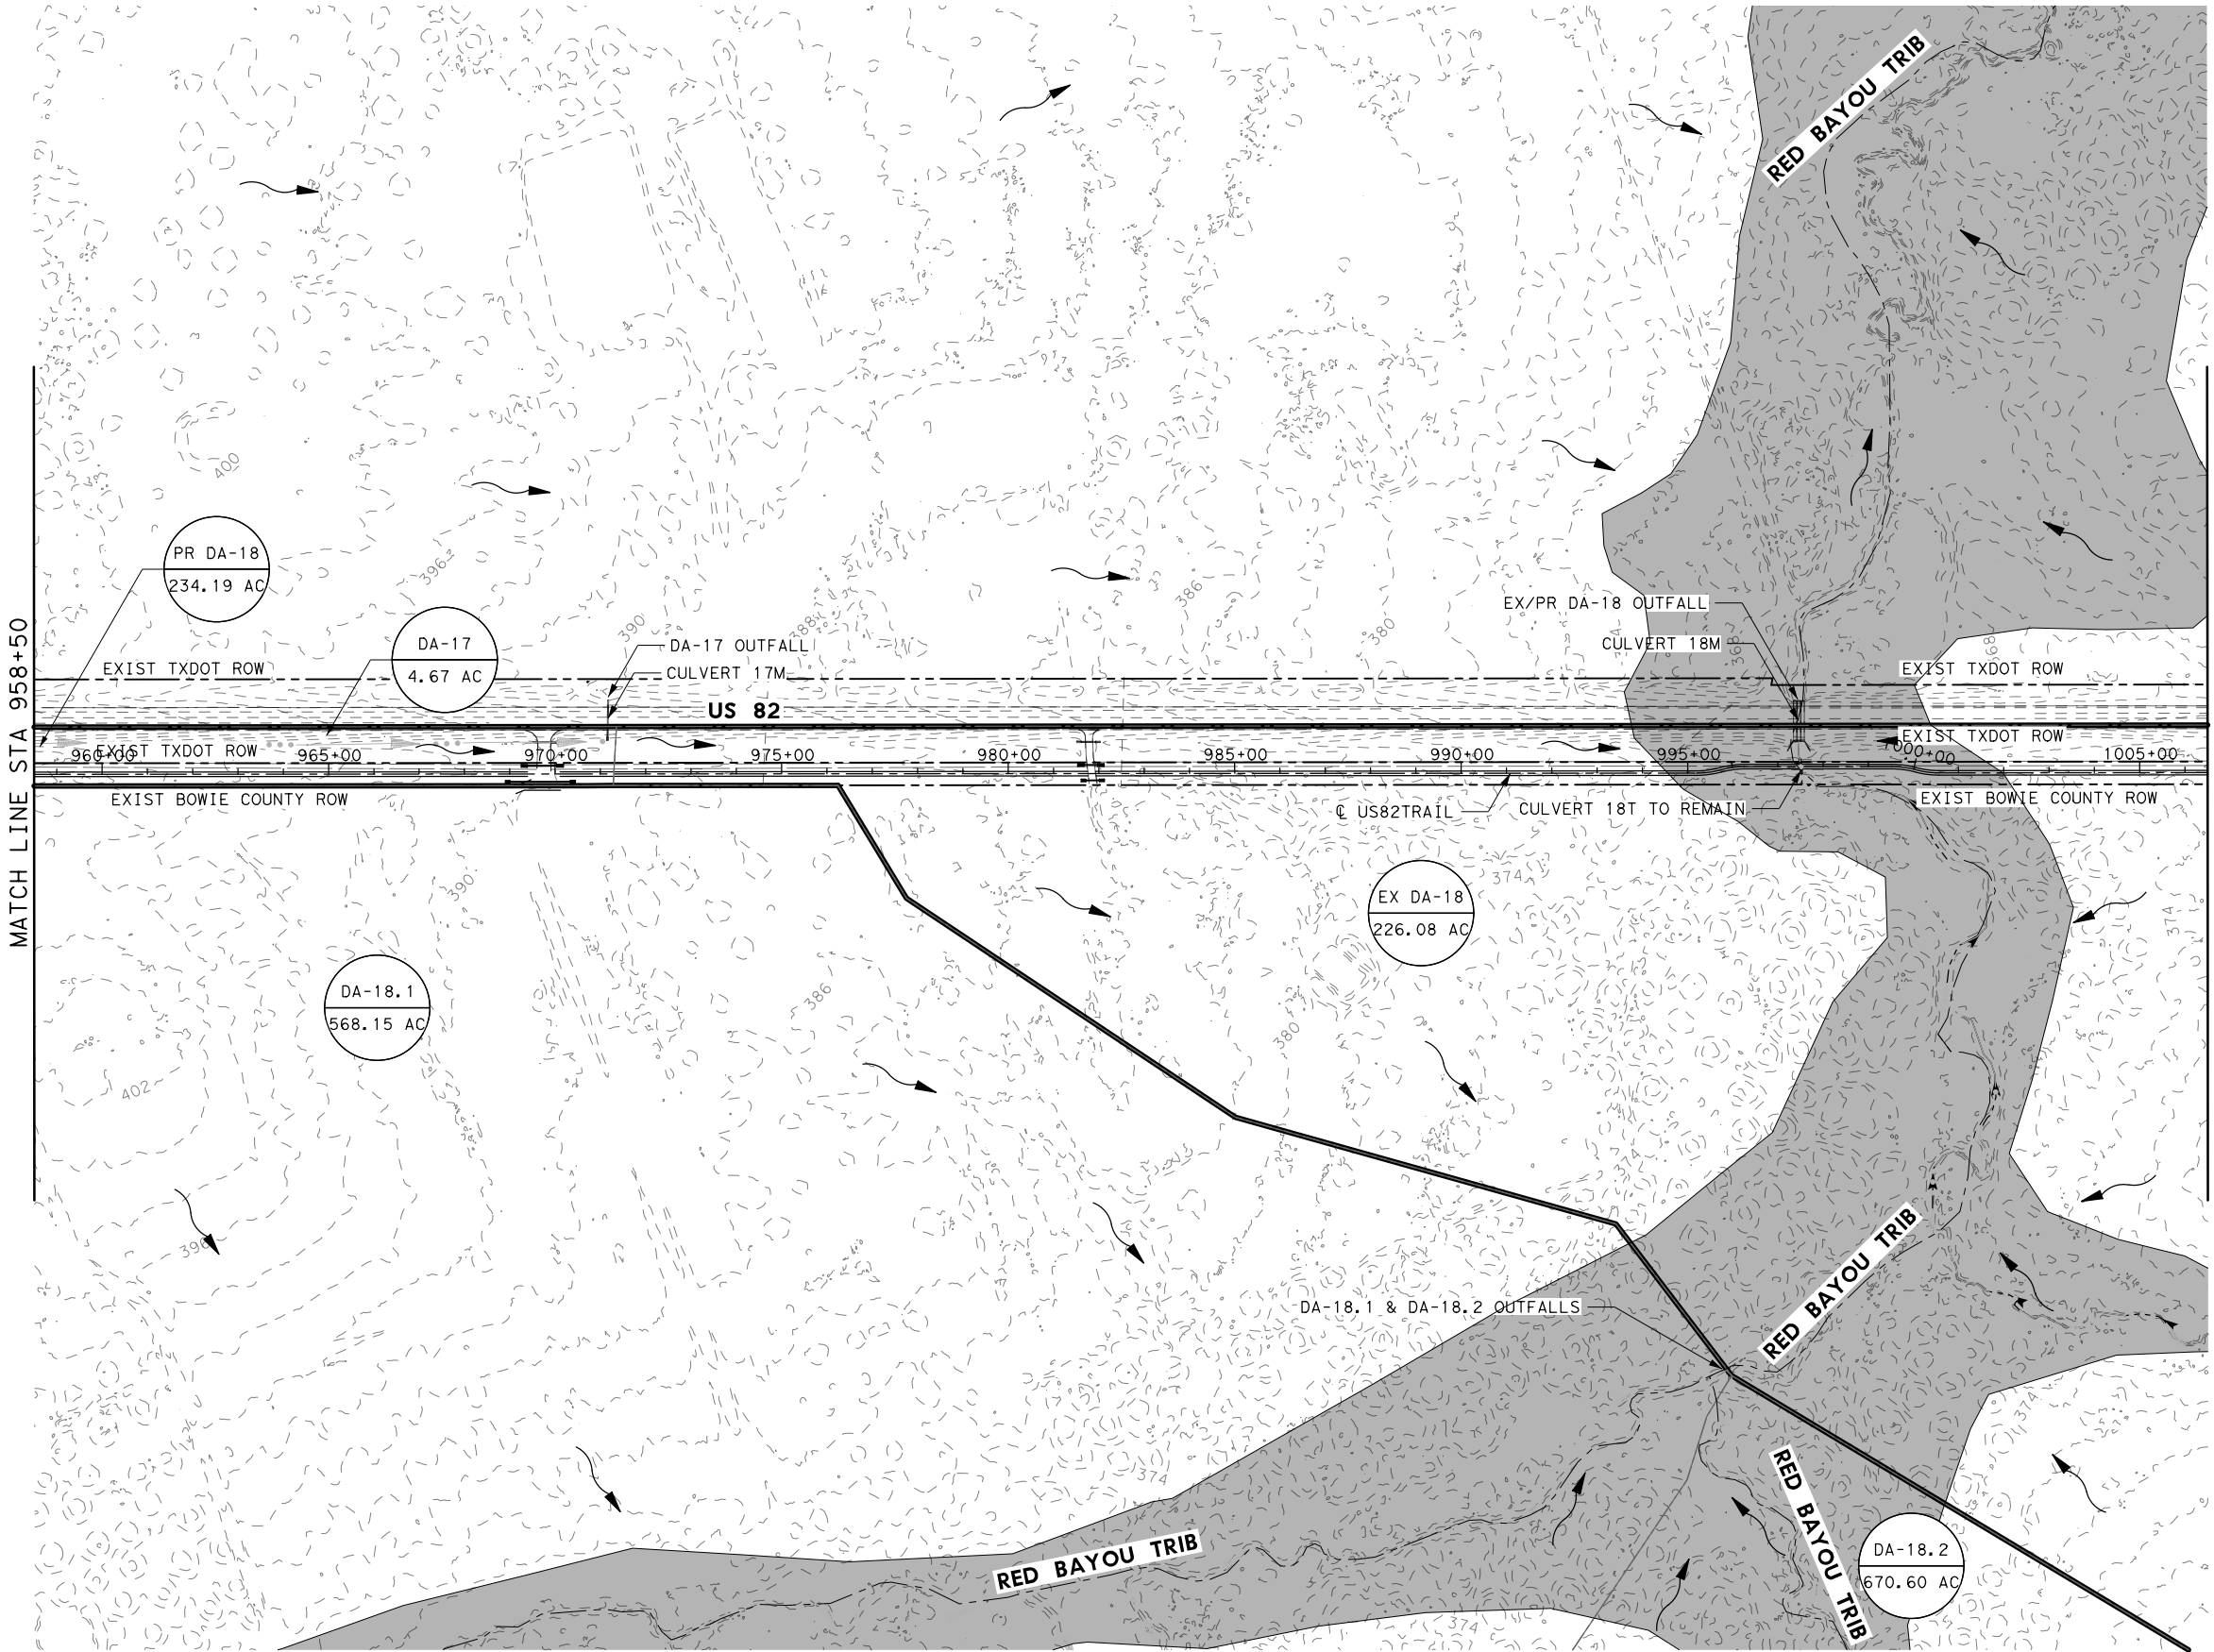 RED BAYOU TRIB
400
PR DA-18
234.19 AC
396
DA-17
4.67 AC
390
388
386
380
DA-17 OUTFALL
CULVERT 17M
EX/PR DA-18 OUTFALL
CULVERT 18M
368
EXIST TXDOT ROW
EXIST TXDOT ROW
US 82
MATCH LINE STA 958+50
EXIST TXDOT ROW
EXIST TXDOT ROW
960+00
965+00
970+00
975+00
980+00
985+00
990+00
995+00
1000+00
1005+00
EXIST BOWIE COUNTY ROW
℄ US82TRAIL
CULVERT 18T TO REMAIN
EXIST BOWIE COUNTY ROW
390
374
EX DA-18
226.08 AC
374
DA-18.1
568.15 AC
386
380
402
374
396
RED BAYOU TRIB
DA-18.1 & DA-18.2 OUTFALLS
374
374
RED BAYOU TRIB
RED BAYOU TRIB
DA-18.2
670.60 AC
374